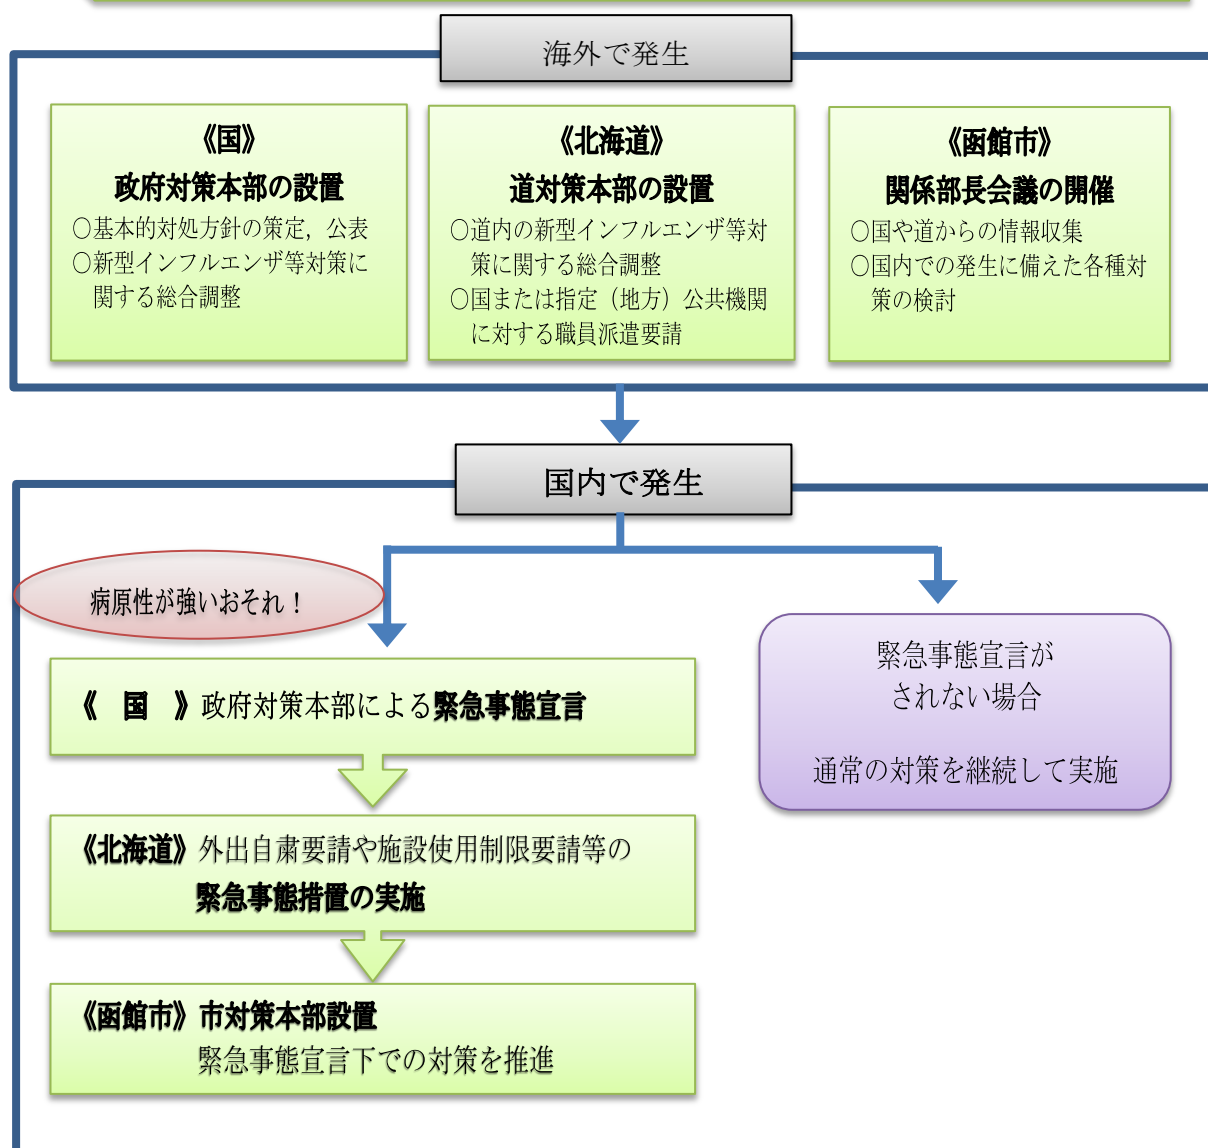 海外で発生
《国》
政府対策本部の設置
○基本的対処方針の策定，公表
○新型インフルエンザ等対策に
関する総合調整
《北海道》
道対策本部の設置
○道内の新型インフルエンザ等対
策に関する総合調整
○国または指定（地方）公共機関
に対する職員派遣要請
《函館市》
関係部長会議の開催
○国や道からの情報収集
○国内での発生に備えた各種対
策の検討
国内で発生
病原性が強いおそれ！
《　国　》政府対策本部による緊急事態宣言
《北海道》外出自粛要請や施設使用制限要請等の
緊急事態措置の実施
《函館市》市対策本部設置
緊急事態宣言下での対策を推進
緊急事態宣言が
されない場合
通常の対策を継続して実施